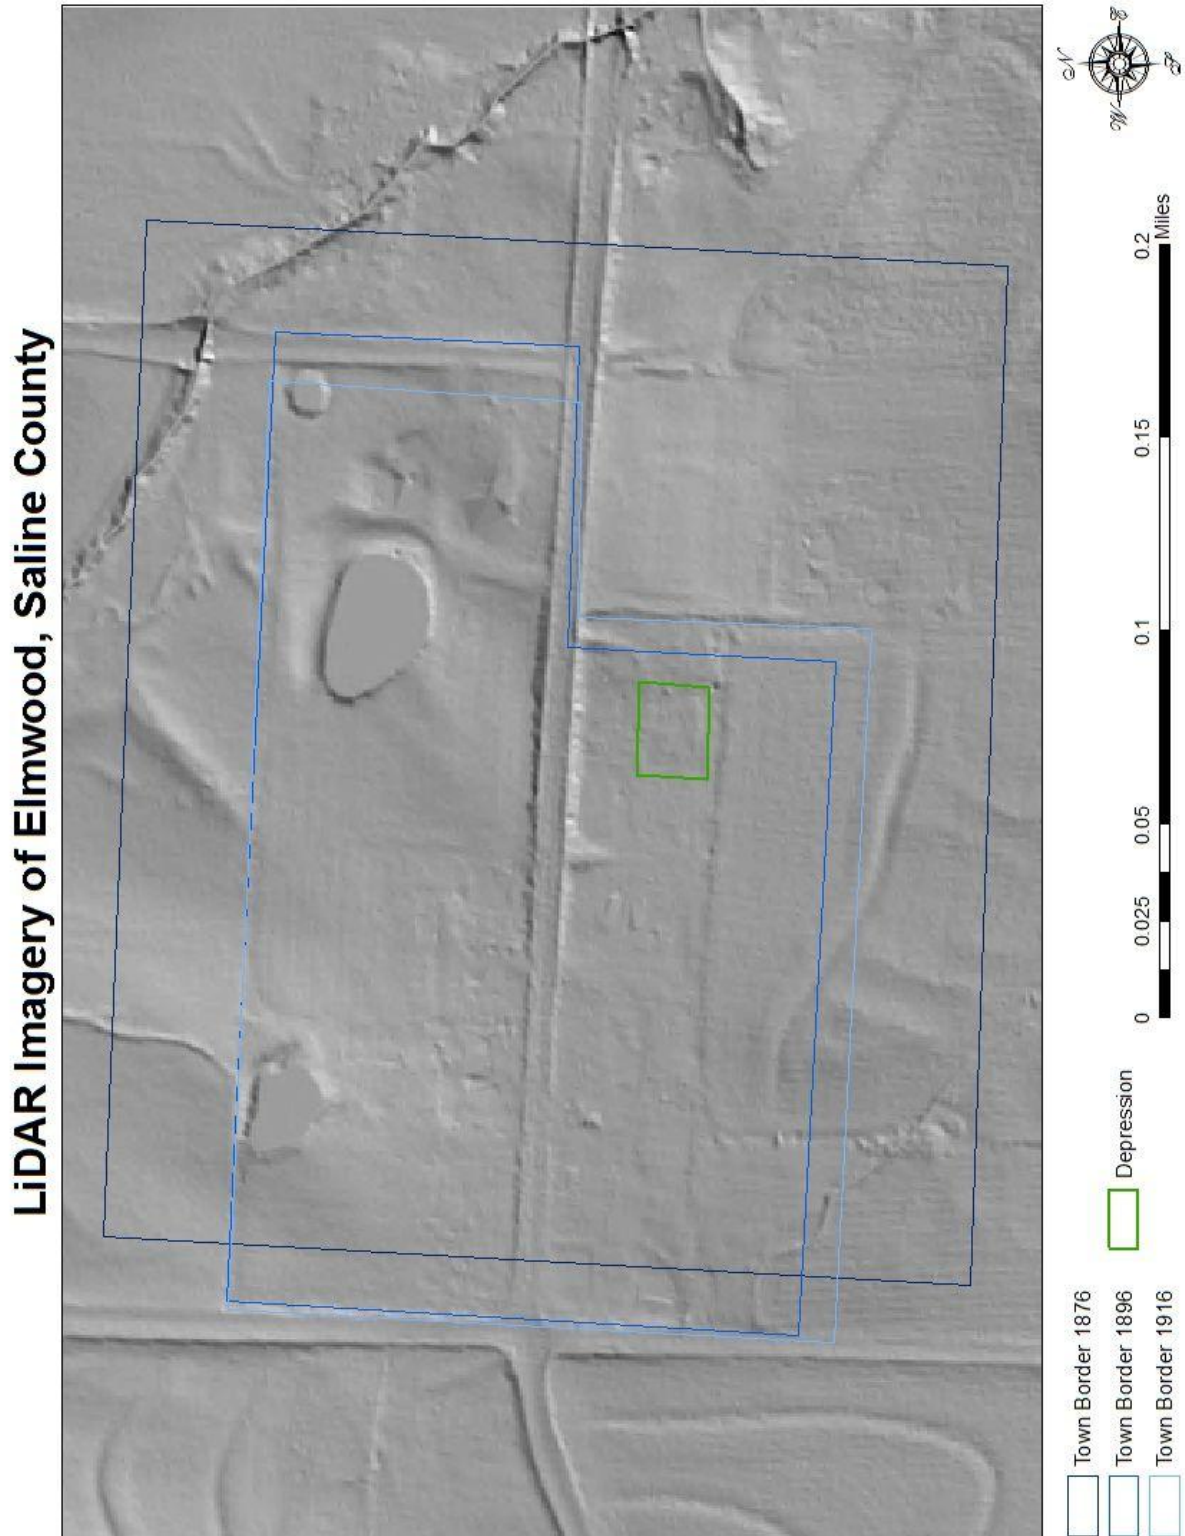 LiDAR Imagery of Elmwood, Saline County
N
W
E
S
Town Border 1876
Town Border 1896
Town Border 1916
Depression
0 0.025 0.05 0.1 0.15 0.2
Miles